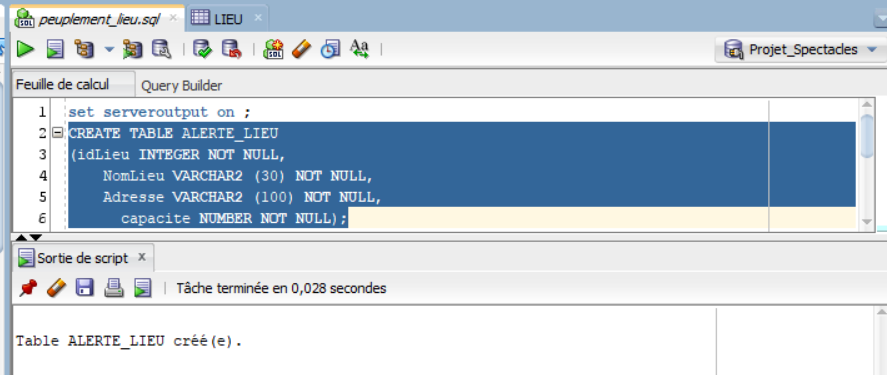 peuplement_lieu.sql LIEU
Projet_Spectacles
Feuille de calcul Query Builder
1 set serveroutput on ;
2 CREATE TABLE ALERTE_LIEU
3 (idLieu INTEGER NOT NULL,
4 NomLieu VARCHAR2 (30) NOT NULL,
5 Adresse VARCHAR2 (100) NOT NULL,
6 capacite NUMBER NOT NULL);
Sortie de script x
Tâche terminée en 0,028 secondes
Table ALERTE_LIEU créé(e).